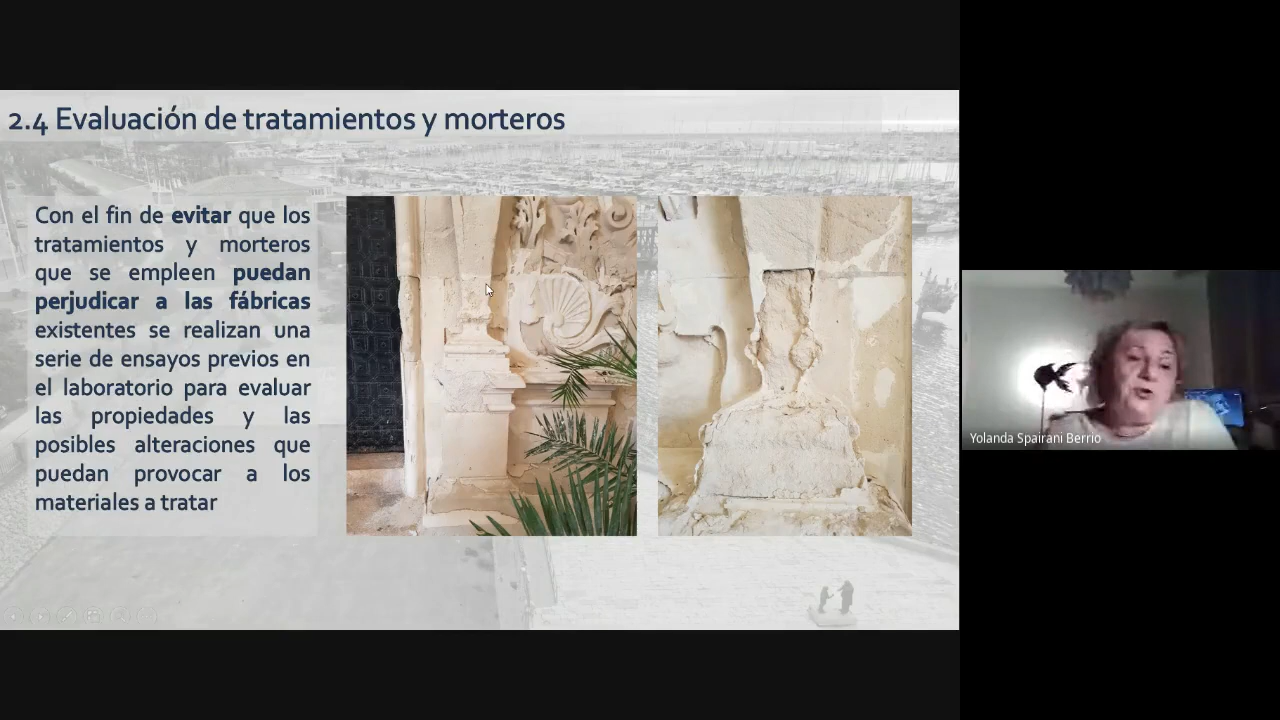 2.4 Evaluación de tratamientos y morteros
Con el fin de evitar que los
tratamientos y morteros
que se empleen puedan
perjudicar a las fábricas
existentes se realizan una
serie de ensayos previos en
el laboratorio para evaluar
las propiedades y las
posibles alteraciones que
puedan provocar a los
materiales a tratar
Yolanda Spairani Berrio